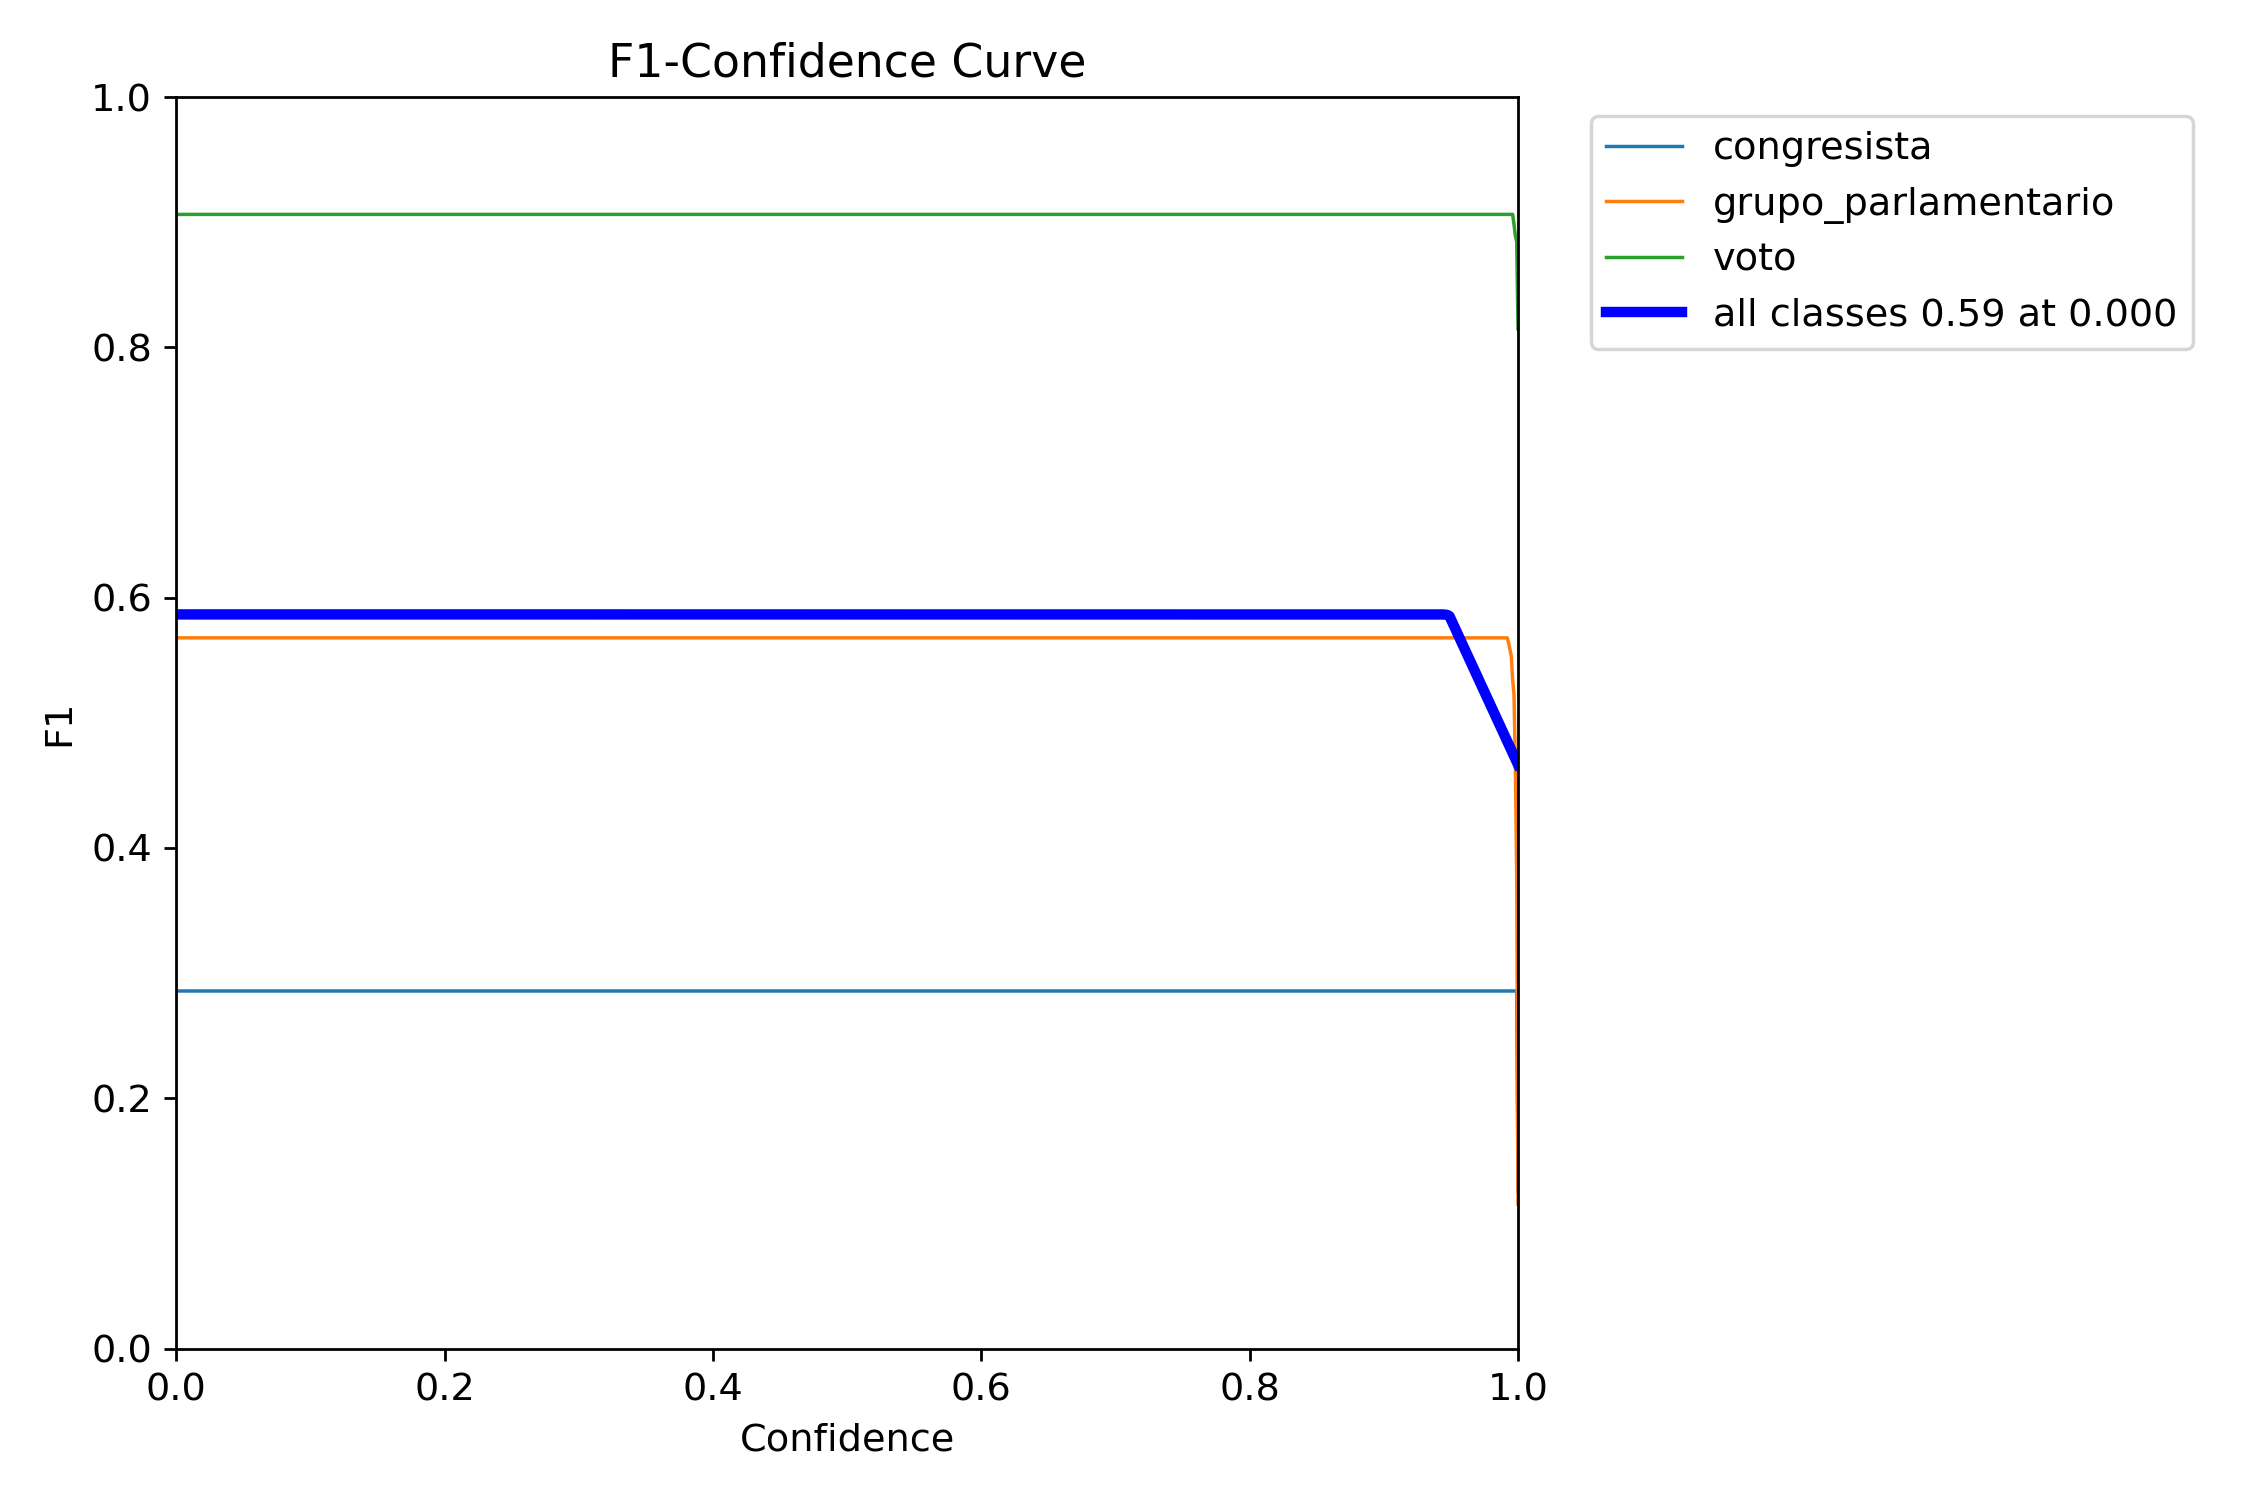 F1-Confidence Curve
1.0
0.8
0.6
0.4
0.2
0.0
F1
0.0 0.2 0.4 0.6 0.8 1.0
Confidence
congresista
grupo_parlamentario
voto
all classes 0.59 at 0.000